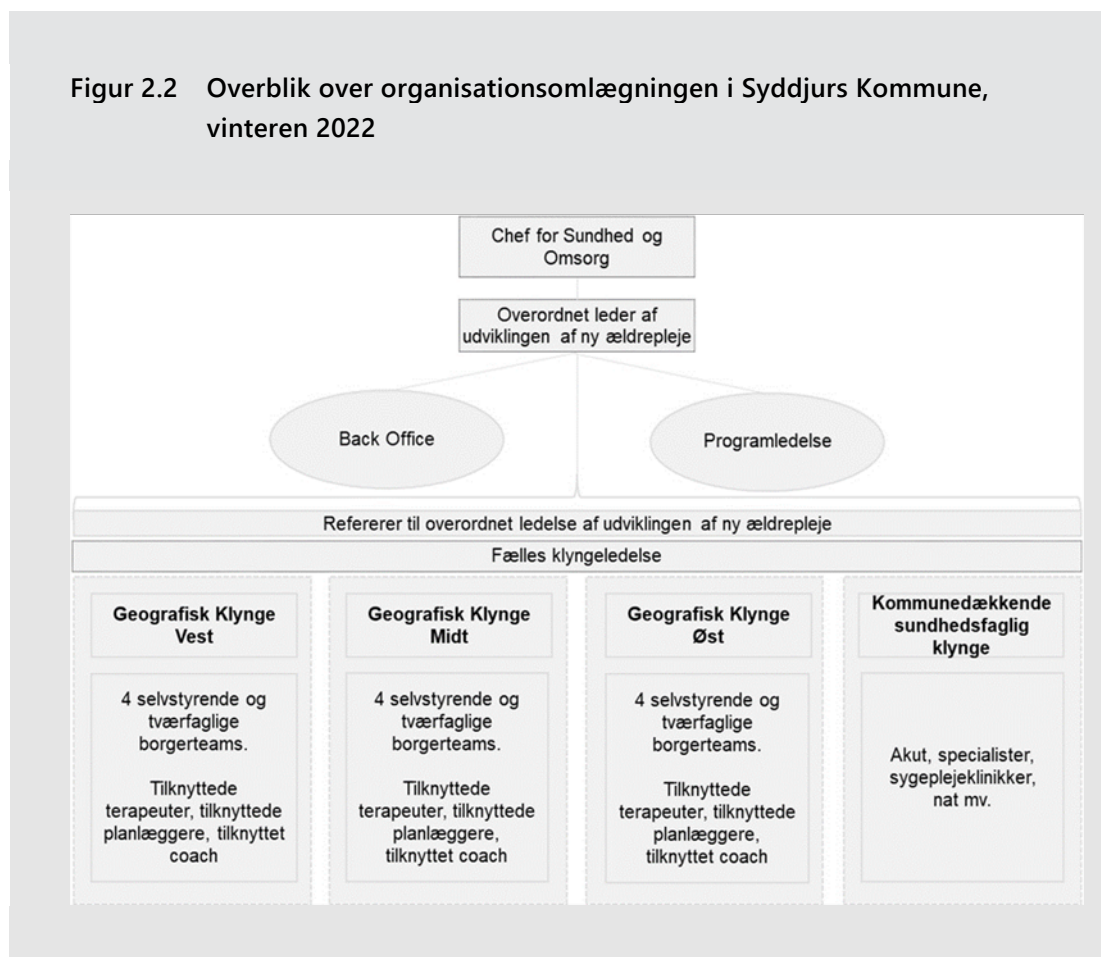 Figur 2.2 Overblik over organisationsomlægningen i Syddjurs Kommune,
vinteren 2022
Chef for Sundhed og
Omsorg
Overordnet leder af
udviklingen af ny ældrepleje
Back Office
Programledelse
Refererer til overordnet ledelse af udviklingen af ny ældrepleje
Fælles klyngeledelse
Geografisk Klynge
Vest
4 selvstyrende og
tværfaglige
borgerteams.
Tilknyttede
terapeuter, tilknyttede
planlæggere, tilknyttet
coach
Geografisk Klynge
Midt
4 selvstyrende og
tværfaglige
borgerteams.
Tilknyttede
terapeuter, tilknyttede
planlæggere,
tilknyttet coach
Geografisk Klynge
Øst
4 selvstyrende og
tværfaglige
borgerteams.
Tilknyttede
terapeuter, tilknyttede
planlæggere,
tilknyttet coach
Kommunedækkende
sundhedsfaglig
klynge
Akut, specialister,
sygeplejeklinikker,
nat mv.